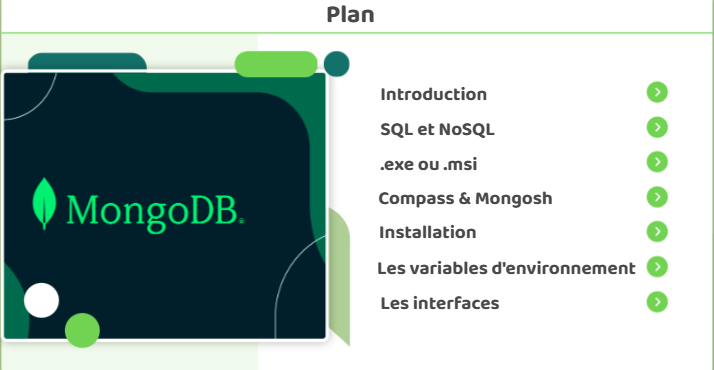 Plan
MongoDB.
Introduction
SQL et NoSQL
.exe ou .msi
Compass & Mongosh
Installation
Les variables d'environnement
Les interfaces